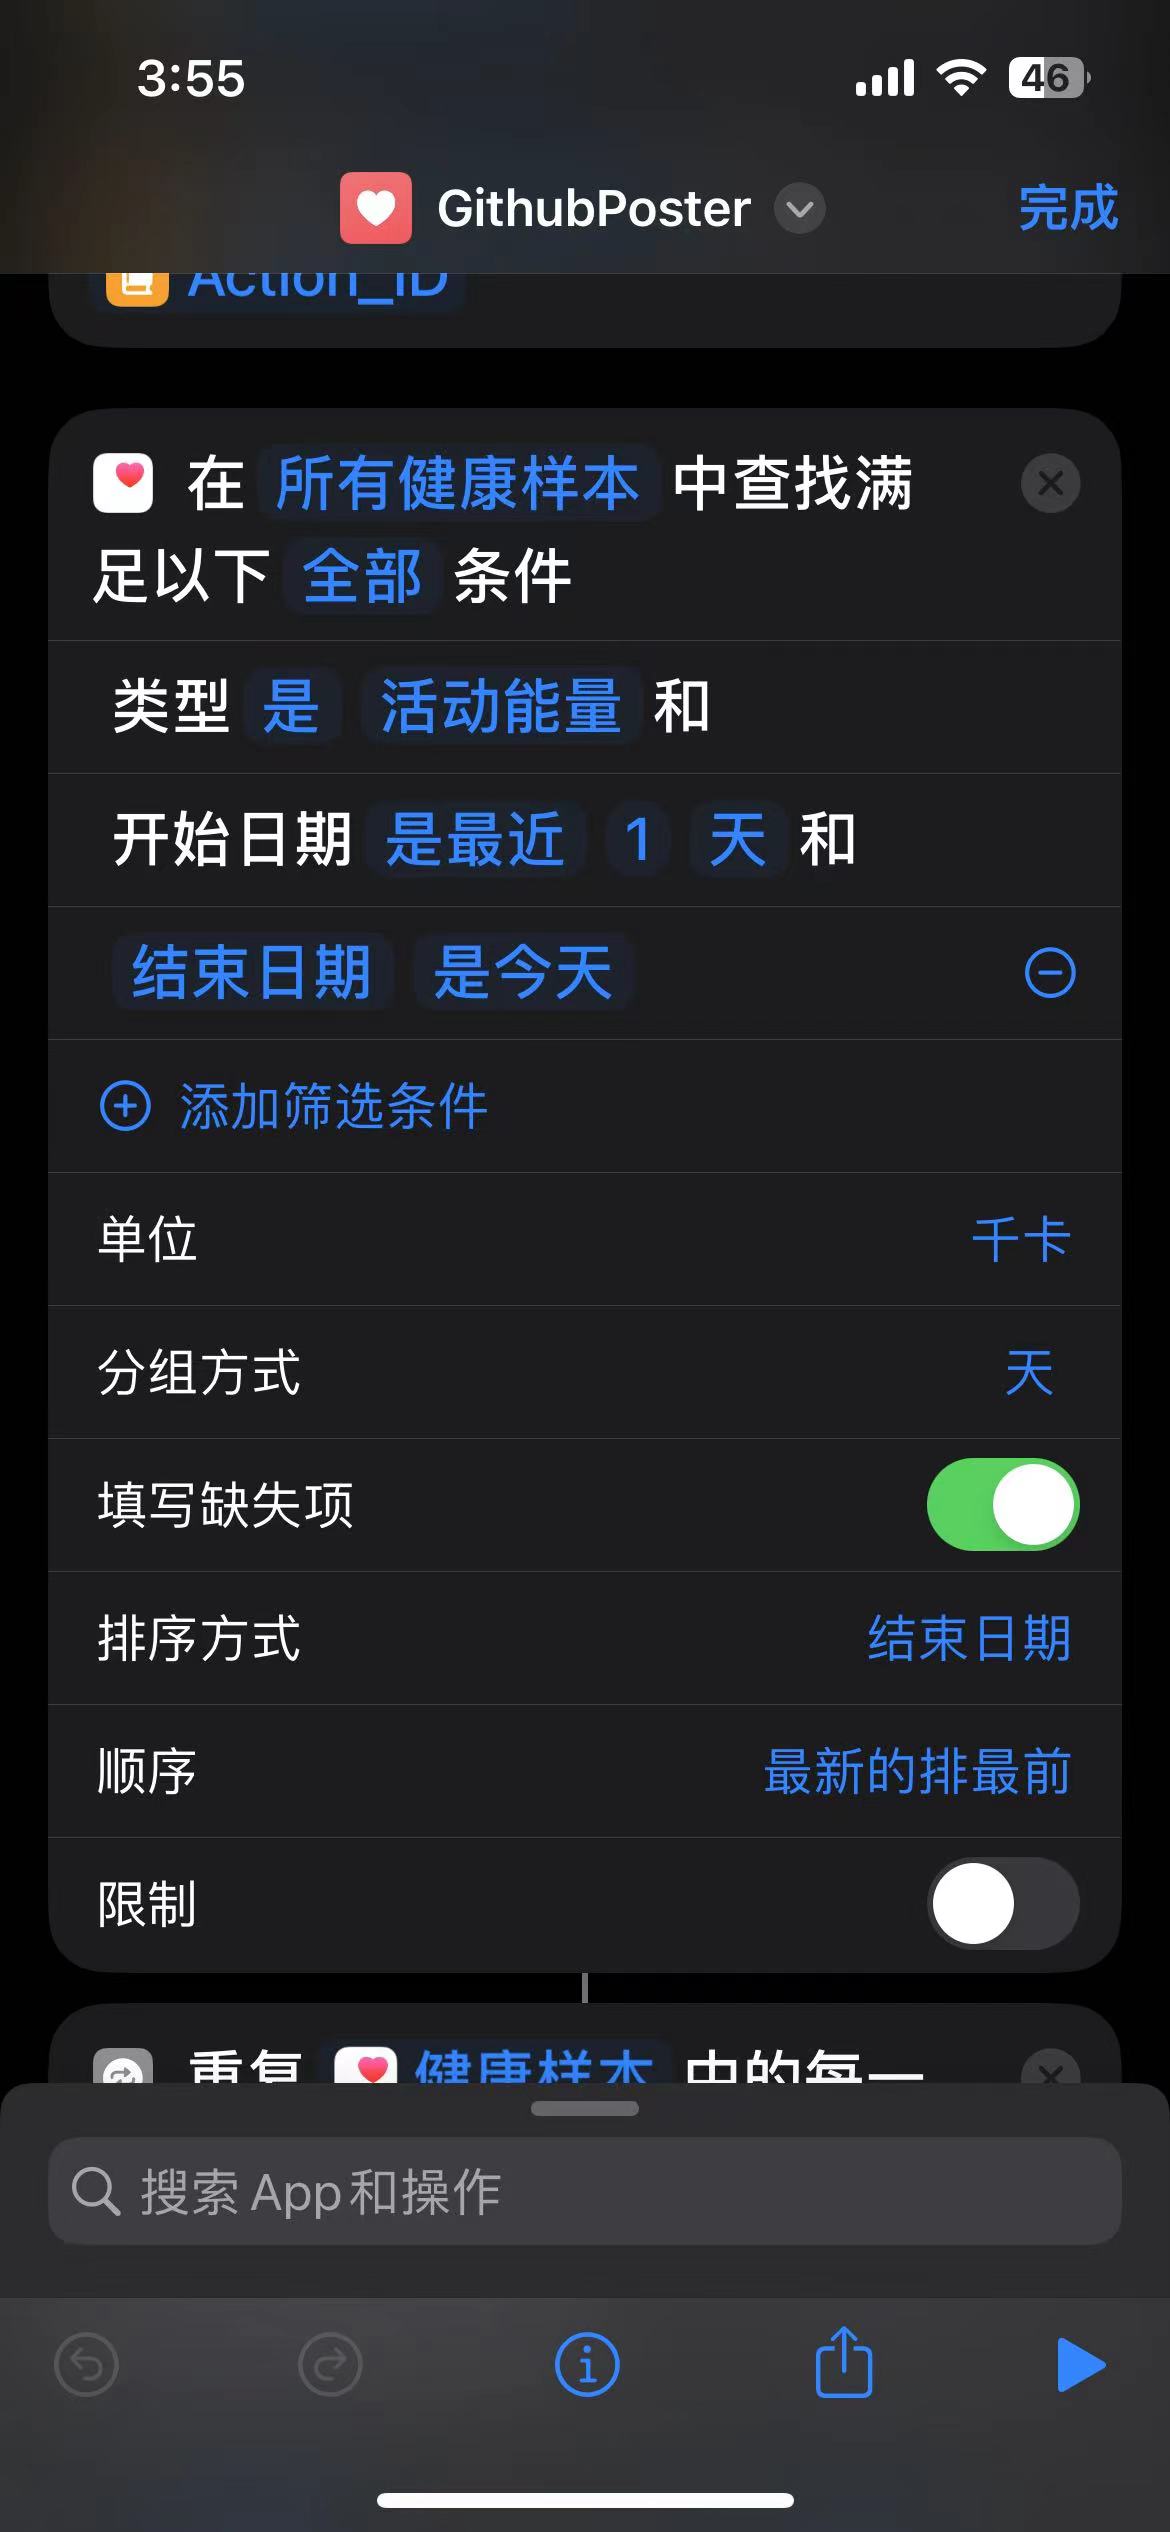 3:55
46
GithubPoster
完成
Action_ID
在 所有健康样本 中查找满
足以下 全部 条件
类型 是 活动能量 和
开始日期 是最近 1 天 和
结束日期 是今天
添加筛选条件
单位 千卡
分组方式 天
填写缺失项
排序方式 结束日期
顺序 最新的排最前
限制
重复 健康样本 中的每一
搜索 App 和操作